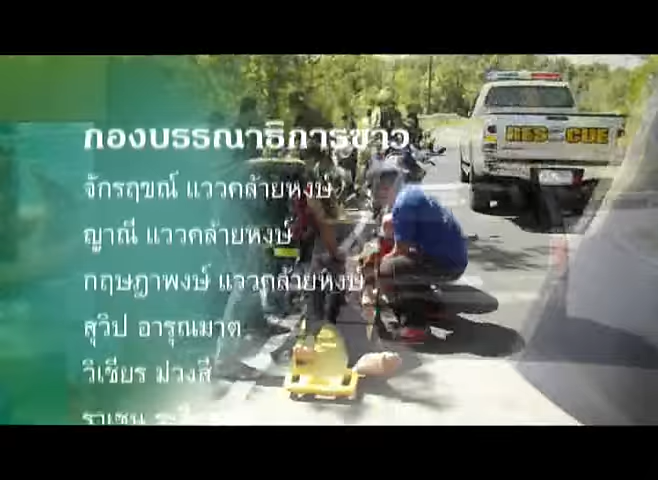 กองบรรณาธิการข่าว
RES CUE
จักรฤขณ์ แววคล้ายหงษ์
ญาณี แววคล้ายหงษ์
กฤษฎาพงษ์ แววคล้ายหงษ์
สุวิป อารุณมาต
วิเชียร ม่วงสี